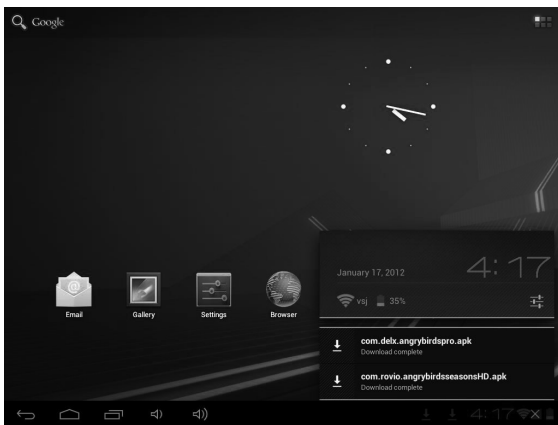 Google
January 17, 2012
4:17
vsj
35%
com.delx.angrybirdspro.apk
Download complete
com.rovio.angrybirdsseasonsHD.apk
Download complete
Email
Gallery
Settings
Browser
4:17